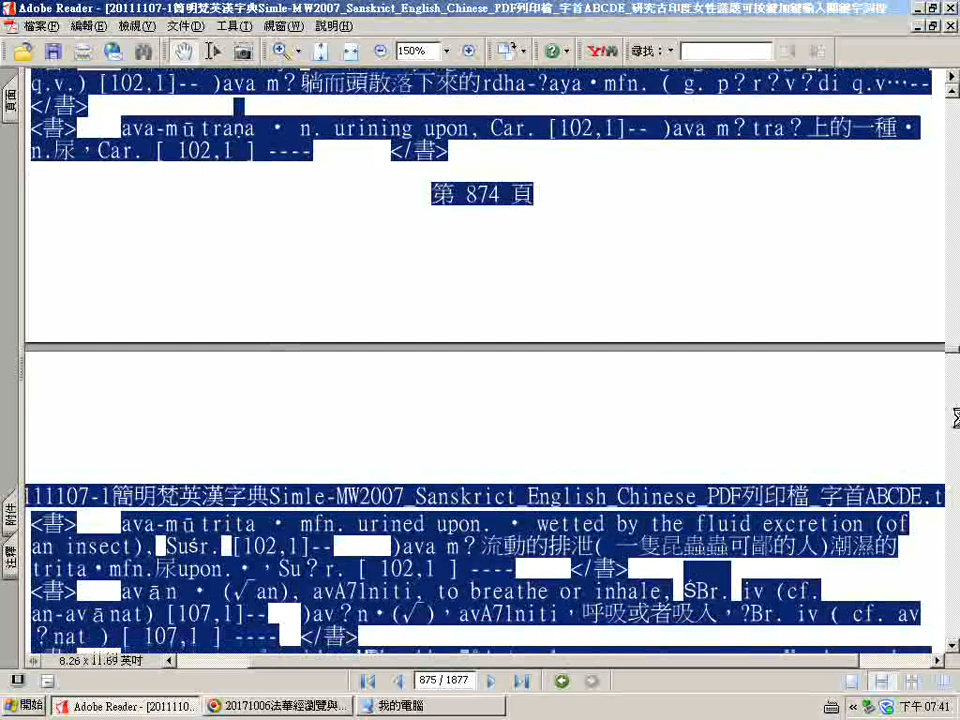 Adobe Reader - [20111107-1簡明梵英漢字典Simle-MW2007_Sanskrict_English_Chinese_PDF列印檔_字首ABCDE_研究古印度女性議題可按鍵加鍵輸入關鍵字詞搜
檔案(F) 編輯(E) 檢視(V) 文件(D) 工具(T) 視窗(W) 說明(H)
150% Y! 尋找：
q.v.) [102,1]-- )ava m？躺而頭散落下來的rdha-?aya‧mfn. ( g. p？r？v？di q.v…--
</書>
<書> ava-mūtraṇa ‧ n. urining upon, Car. [102,1]-- )ava m？tra？上的一種‧
n.尿，Car. [ 102,1 ] ---- </書>
第 874 頁
111107-1簡明梵英漢字典Simle-MW2007_Sanskrict_English_Chinese_PDF列印檔_字首ABCDE.t
<書> ava-mūtrita ‧ mfn. urined upon. ‧ wetted by the fluid excretion (of
an insect), Suśr. [102,1]-- )ava m？流動的排泄( 一隻昆蟲蟲可鄙的人)潮濕的
trita‧mfn.尿upon.‧,Su？r. [ 102,1 ] ---- </書>
<書> avān ‧ (√an), avA7lniti, to breathe or inhale, ŚBr. iv (cf.
an-avānat) [107,1]-- )av？n‧(√)，avA7lniti，呼吸或者吸入，?Br. iv ( cf. av
？nat ) [ 107,1 ] ---- </書>
頁面
附件
注釋
8.26 x 11.69 英吋
875 / 1877
開始 Adobe Reader - [2011110... 20171006法華經瀏覽與... 我的電腦 下午 07:41